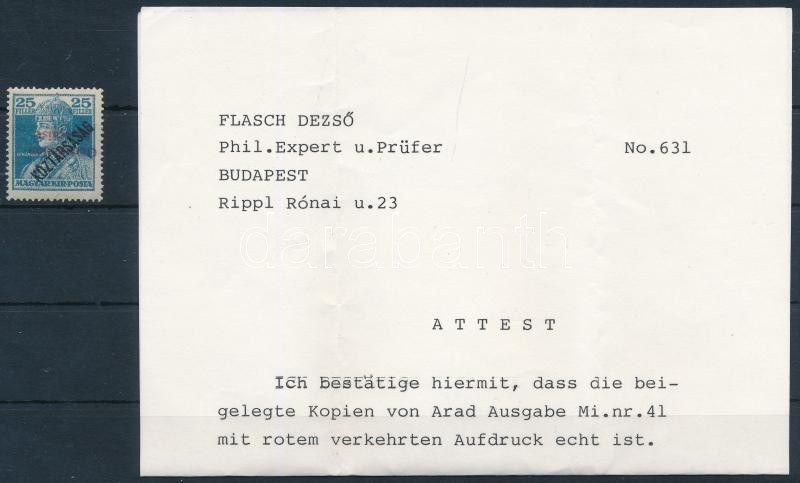 25 25
FILLÉR FILLÉR
KÖZTÁRSASÁG
MAGYAR KIR. POSTA
FLASCH DEZSŐ
Phil.Expert u.Prüfer No.631
BUDAPEST
Rippl Rónai u.23
darabanth
A T T E S T
Ich bestätige hiermit, dass die bei-
gelegte Kopien von Arad Ausgabe Mi.nr.41
mit rotem verkehrten Aufdruck echt ist.